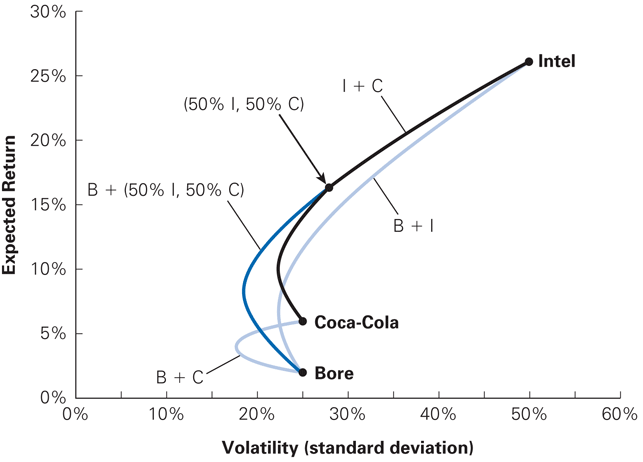 30%
25%
20%
15%
10%
5%
0%
Expected Return
Intel
I + C
(50% I, 50% C)
B + (50% I, 50% C)
B + I
Coca-Cola
Bore
B + C
0% 10% 20% 30% 40% 50% 60%
Volatility (standard deviation)